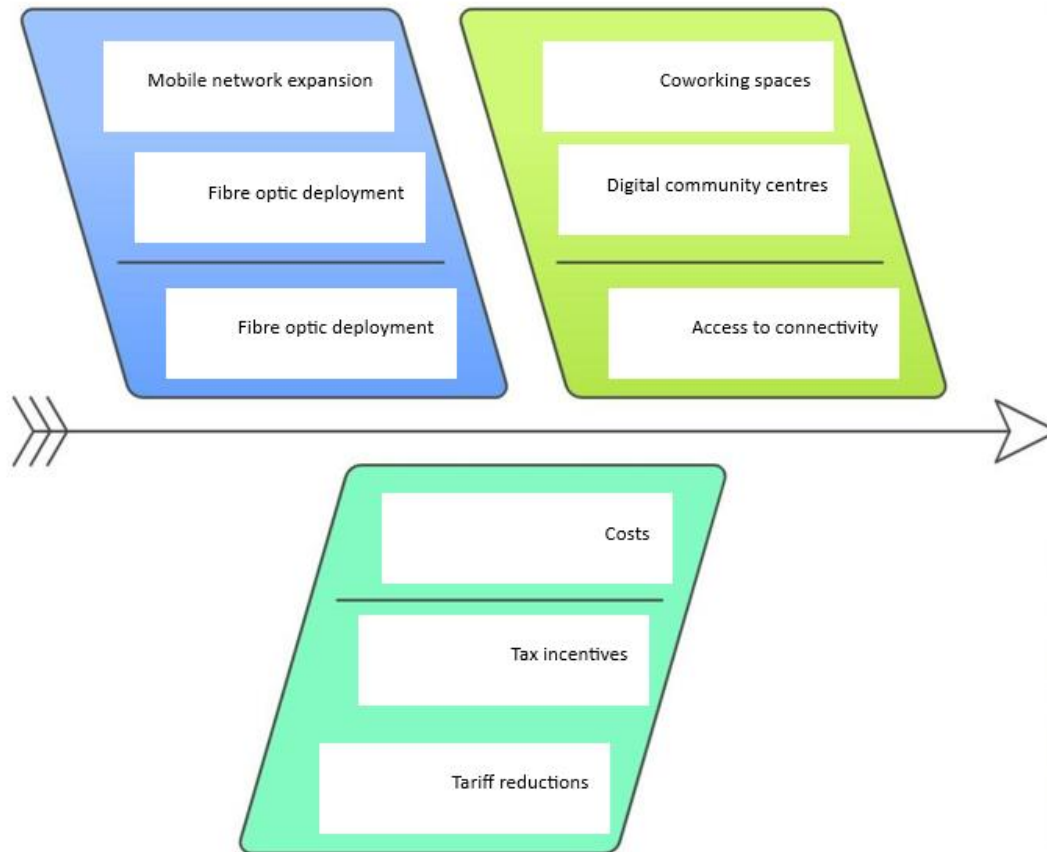 Mobile network expansion
Fibre optic deployment
Fibre optic deployment
Coworking spaces
Digital community centres
Access to connectivity
Costs
Tax incentives
Tariff reductions